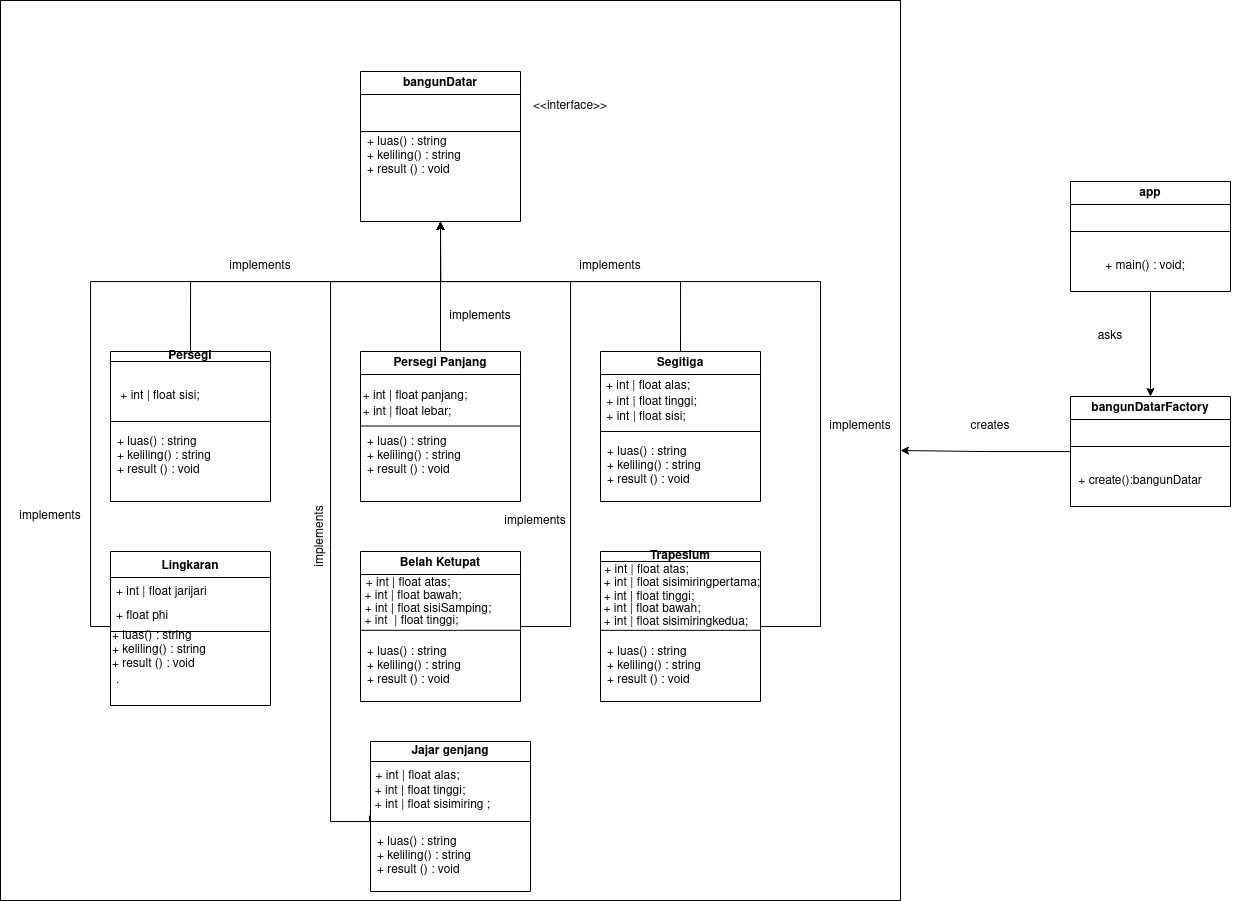 bangunDatar
<<interface>>
+ luas() : string
+ keliling() : string
+ result () : void
implements
implements
implements
Persegi
+ int | float sisi;
+ luas() : string
+ keliling() : string
+ result () : void
Persegi Panjang
+ int | float panjang;
+ int | float lebar;
+ luas() : string
+ keliling() : string
+ result () : void
Segitiga
+ int | float alas;
+ int | float tinggi;
+ int | float sisi;
+ luas() : string
+ keliling() : string
+ result () : void
implements
implements
implements
implements
Lingkaran
+ int | float jarijari
+ float phi
+ luas() : string
+ keliling() : string
+ result () : void
.
Belah Ketupat
+ int | float atas;
+ int | float bawah;
+ int | float sisiSamping;
+ int | float tinggi;
+ luas() : string
+ keliling() : string
+ result () : void
Trapesium
+ int | float atas;
+ int | float sisimiringpertama;
+ int | float tinggi;
+ int | float bawah;
+ int | float sisimiringkedua;
+ luas() : string
+ keliling() : string
+ result () : void
Jajar genjang
+ int | float alas;
+ int | float tinggi;
+ int | float sisimiring ;
+ luas() : string
+ keliling() : string
+ result () : void
app
+ main() : void;
asks
creates
bangunDatarFactory
+ create():bangunDatar